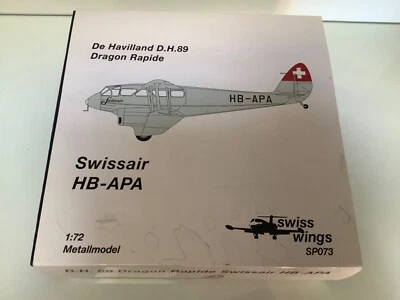 De Havilland D.H.89
Dragon Rapide
HB-APA
Swissair
HB-APA
1:72
Metallmodel
swiss
wings
SP073
D.H. 89 Dragon Rapide Swissair HB-APA